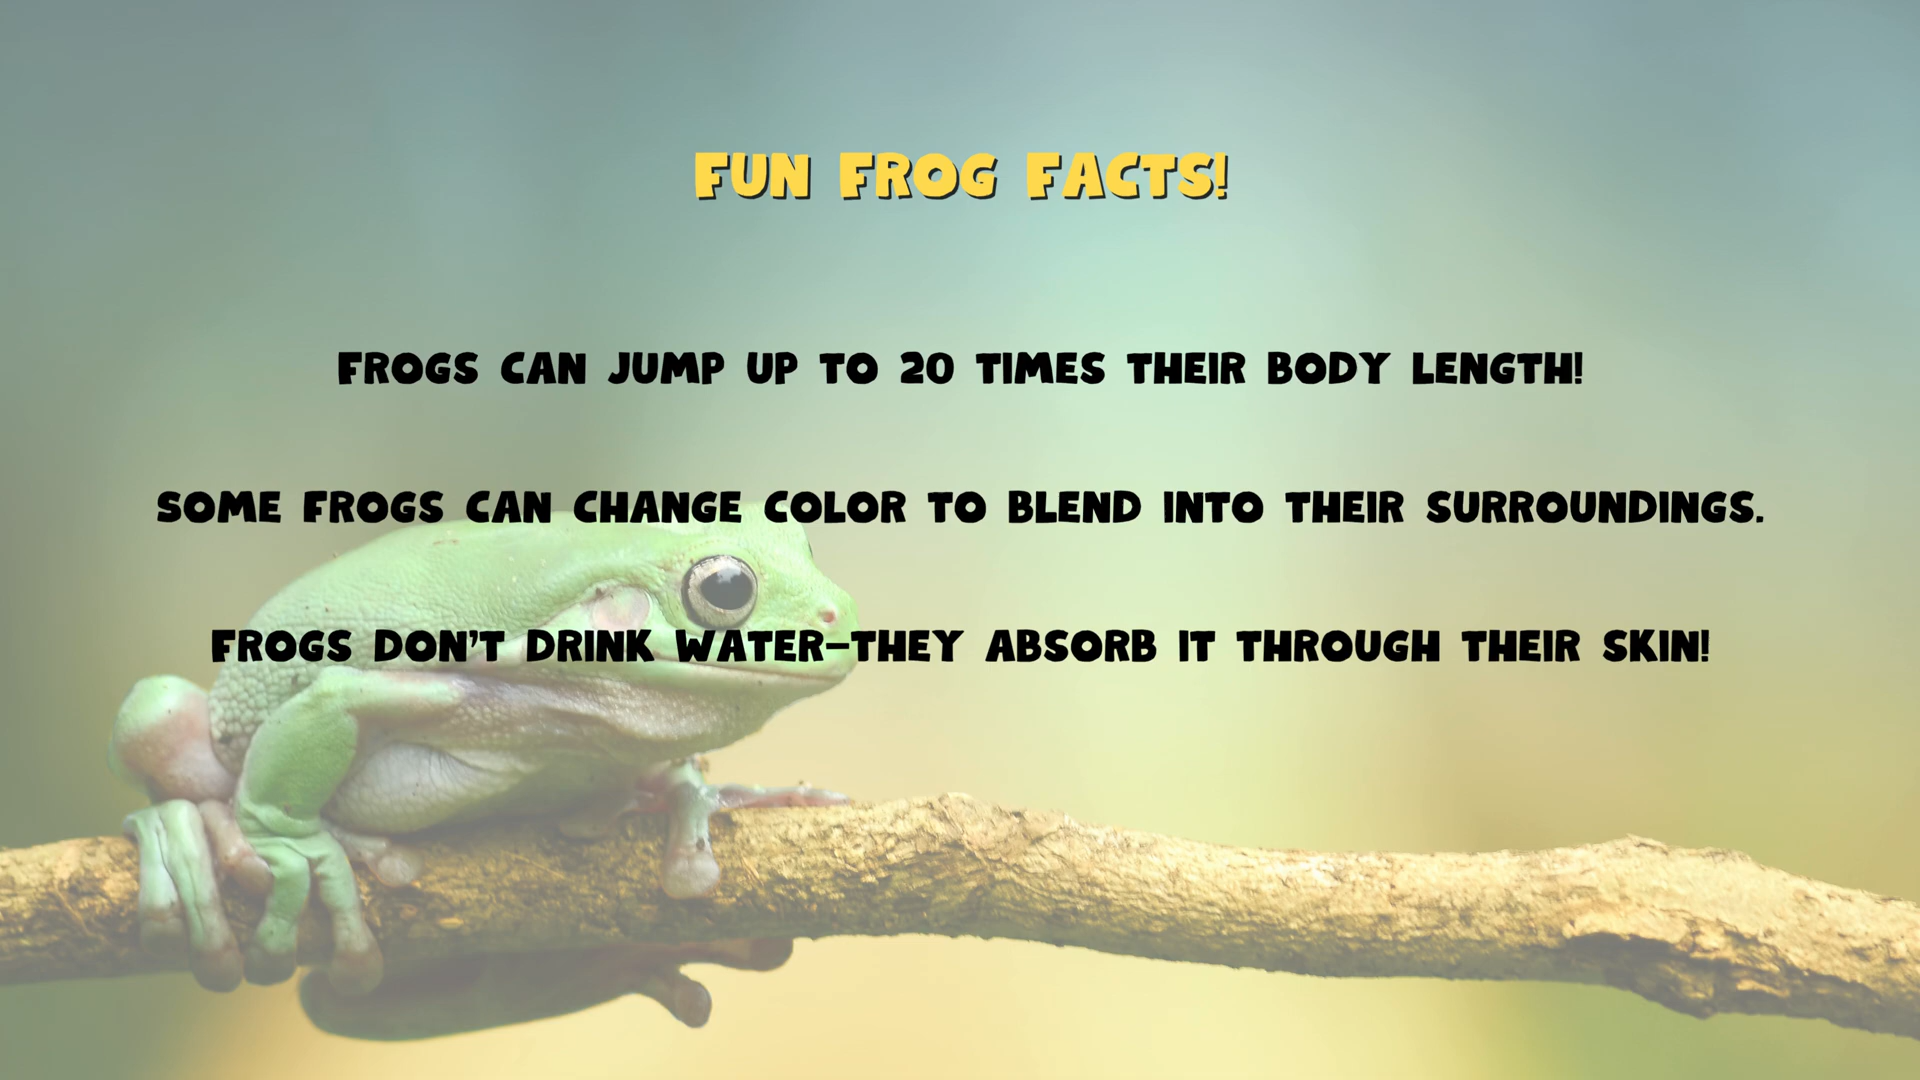 FUN FROG FACTS!
FROGS CAN JUMP UP TO 20 TIMES THEIR BODY LENGTH!
SOME FROGS CAN CHANGE COLOR TO BLEND INTO THEIR SURROUNDINGS.
FROGS DON'T DRINK WATER—THEY ABSORB IT THROUGH THEIR SKIN!